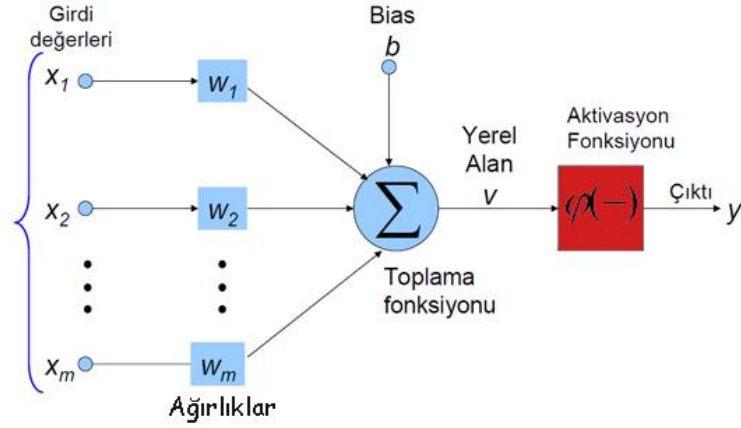 Girdi
değerleri
x1
w1
x2
w2
xm
wm
Ağırlıklar
Bias
b
∑
Toplama
fonksiyonu
Yerel
Alan
v
Aktivasyon
Fonksiyonu
φ(−)
Çıktı
y